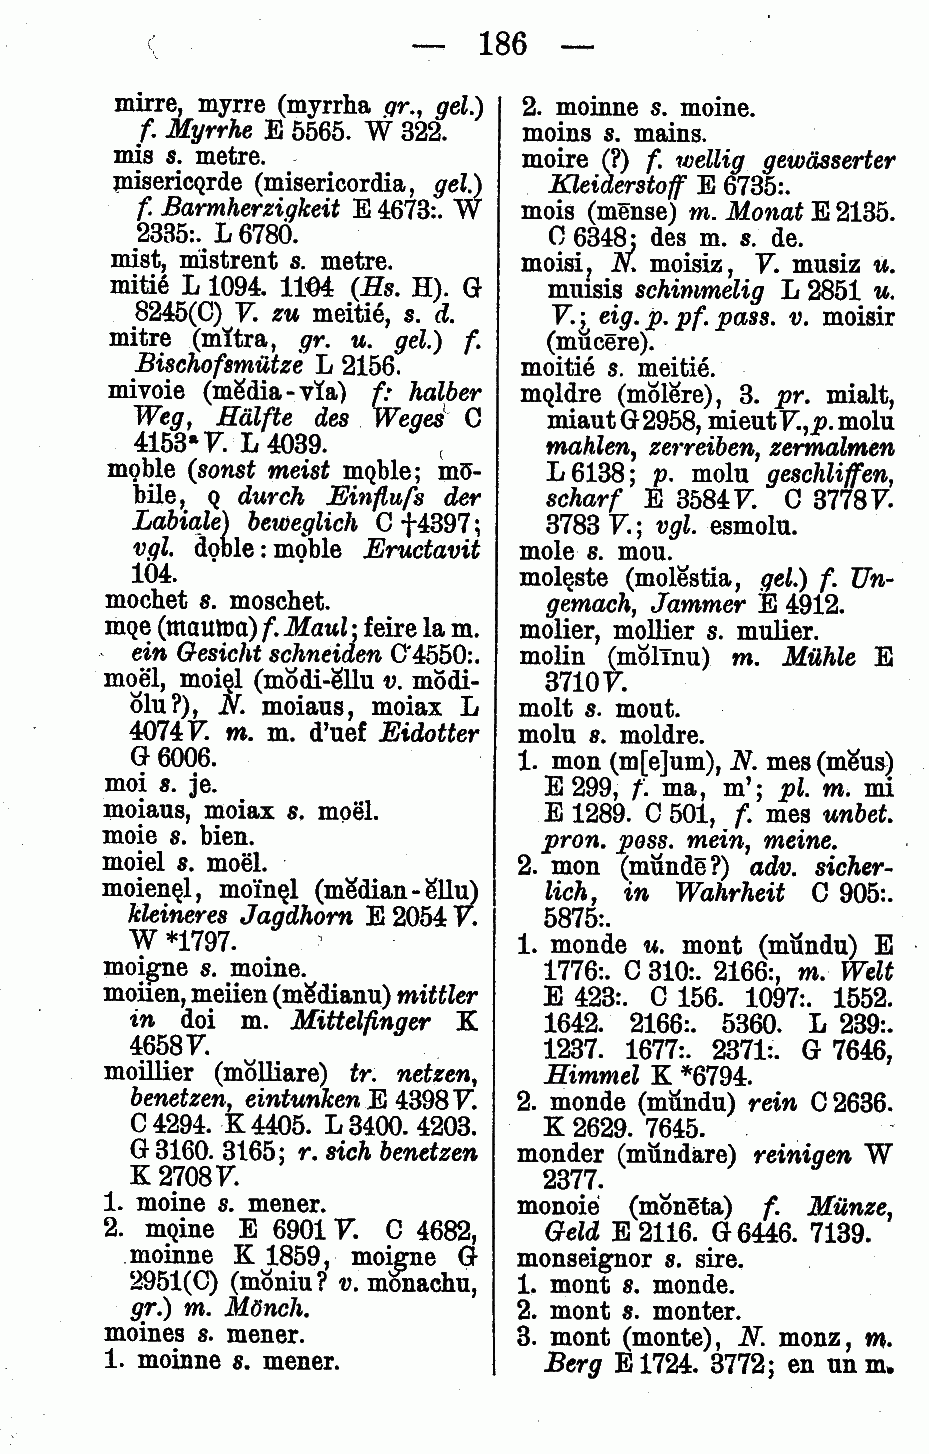 — 186 —
mirre, myrre (myrrha gr., gel.)
f. Myrrhe E 5565. W 322.
mis s. metre.
misericǫrde (misericordia, gel.)
f. Barmherzigkeit E 4673:. W
2335:. L 6780.
mist, mistrent s. metre.
mitié L 1094. 1104 (Hs. H). G
8245(C) V. zu meitié, s. d.
mitre (mĭtra, gr. u. gel.) f.
Bischofsmütze L 2156.
mivoie (mĕdia-vĭa) f: halber
Weg, Hälfte des Weges C
4153* V. L 4039.
mọble (sonst meist mǫble; mō-
bile, ǫ durch Einfluſs der
Labiale) beweglich C †4397;
vgl. dọble : mọble Eructavit
104.
mochet s. moschet.
mǫe (mauwa) f. Maul; feire la m.
ein Gesicht schneiden C 4550:.
moël, moięl (mŏdi-ĕllu v. mŏdi-
ŏlu?), N. moiaus, moiax L
4074 V. m. m. d'uef Eidotter
G 6006.
moi s. je.
moiaus, moiax s. moël.
moie s. bien.
moiel s. moël.
moienęl, moïnęl (mĕdian-ĕllu)
kleineres Jagdhorn E 2054 V.
W *1797.
moigne s. moine.
moiien, meiien (mĕdianu) mittler
in doi m. Mittelfinger K
4658 V.
moillier (mŏlliare) tr. netzen,
benetzen, eintunken E 4398 V.
C 4294. K 4405. L 3400. 4203.
G 3160. 3165; r. sich benetzen
K 2708 V.
1. moine s. mener.
2. mǫine E 6901 V. C 4682,
moinne K 1859, moigne G
2951(C) (mŏniu? v. mŏnachu,
gr.) m. Mönch.
moines s. mener.
1. moinne s. mener.
2. moinne s. moine.
moins s. mains.
moire (?) f. wellig gewässerter
Kleiderstoff E 6735:.
mois (mēnse) m. Monat E 2135.
C 6348; des m. s. de.
moisi, N. moisiz, V. musiz u.
muisis schimmelig L 2851 u.
V.; eig. p. pf. pass. v. moisir
(mŭcēre).
moitié s. meitié.
mǫldre (mŏlĕre), 3. pr. mialt,
miaut G 2958, mieut V., p. molu
mahlen, zerreiben, zermalmen
L 6138; p. molu geschliffen,
scharf E 3584 V. C 3778 V.
3783 V.; vgl. esmolu.
mole s. mou.
molęste (molĕstia, gel.) f. Un-
gemach, Jammer E 4912.
molier, mollier s. mulier.
molin (mŏlīnu) m. Mühle E
3710 V.
molt s. mout.
molu s. moldre.
1. mon (m[e]um), N. mes (mĕus)
E 299, f. ma, m'; pl. m. mi
E 1289. C 501, f. mes unbet.
pron. poss. mein, meine.
2. mon (mŭndē?) adv. sicher-
lich, in Wahrheit C 905:.
5875:.
1. monde u. mont (mŭndu) E
1776:. C 310:. 2166:, m. Welt
E 423:. C 156. 1097:. 1552.
1642. 2166:. 5360. L 239:.
1237. 1677:. 2371:. G 7646,
Himmel K *6794.
2. monde (mŭndu) rein C 2636.
K 2629. 7645.
monder (mŭndare) reinigen W
2377.
monoie (mŏnēta) f. Münze,
Geld E 2116. G 6446. 7139.
monseignor s. sire.
1. mont s. monde.
2. mont s. monter.
3. mont (monte), N. monz, m.
Berg E 1724. 3772; en un m.